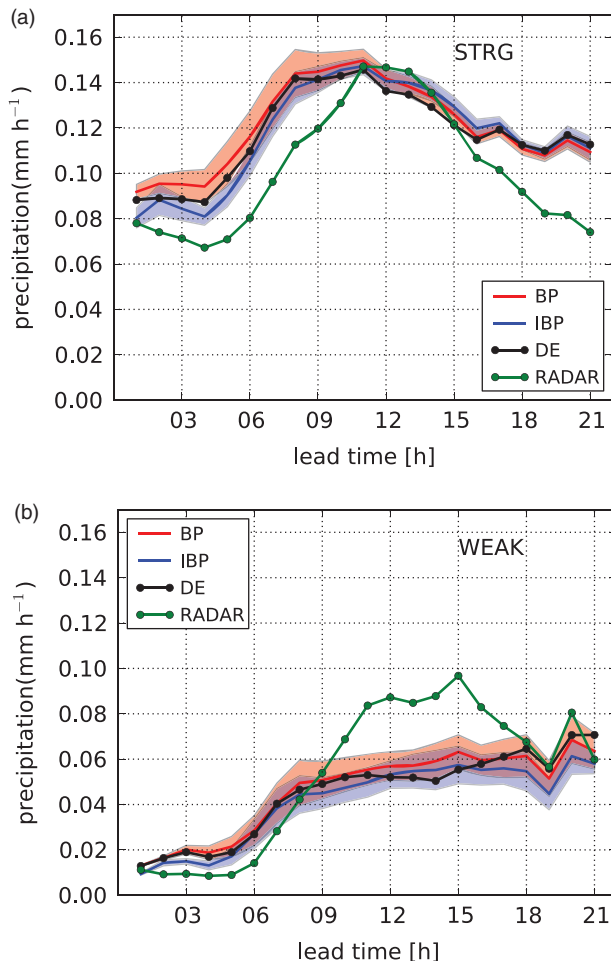 (a)
STRG
precipitation(mm h⁻¹)
0.16
0.14
0.12
0.10
0.08
0.06
0.04
0.02
0.00
BP
IBP
DE
RADAR
03 06 09 12 15 18 21
lead time [h]
(b)
WEAK
precipitation(mm h⁻¹)
0.16
0.14
0.12
0.10
0.08
0.06
0.04
0.02
0.00
BP
IBP
DE
RADAR
03 06 09 12 15 18 21
lead time [h]